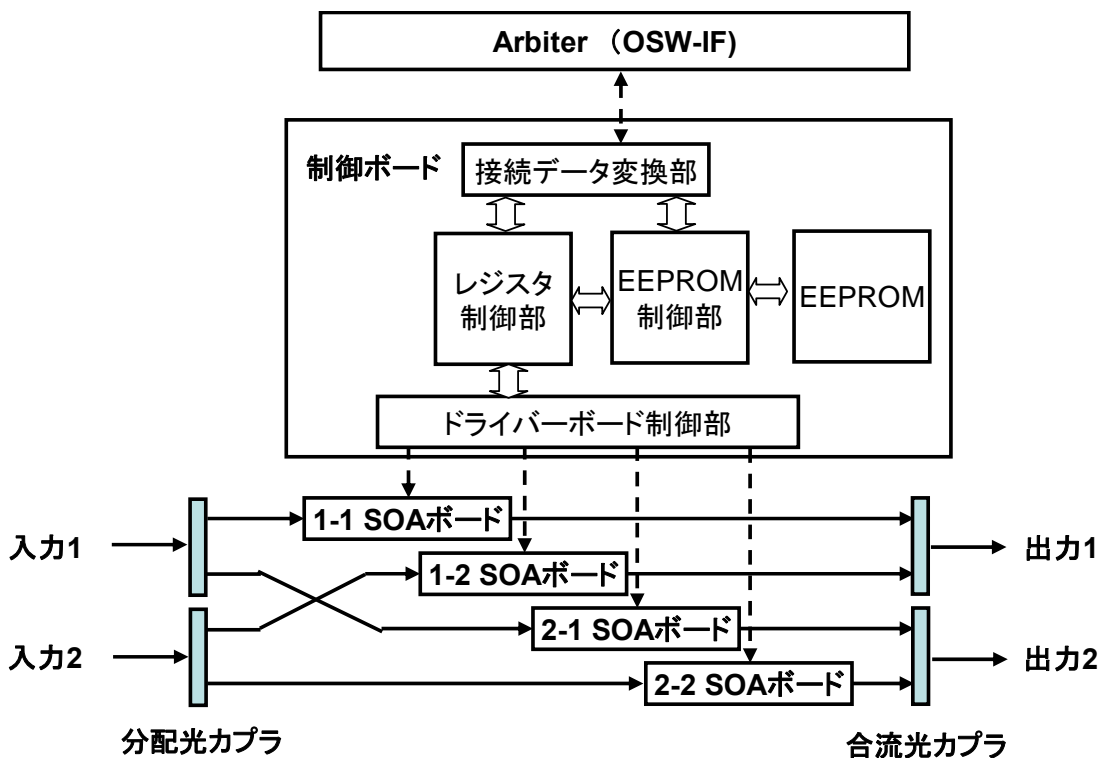 Arbiter （OSW-IF)
制御ボード
接続データ変換部
レジスタ
制御部
EEPROM
制御部
EEPROM
ドライバーボード制御部
1-1 SOAボード
入力1
出力1
1-2 SOAボード
2-1 SOAボード
入力2
出力2
2-2 SOAボード
分配光カプラ
合流光カプラ